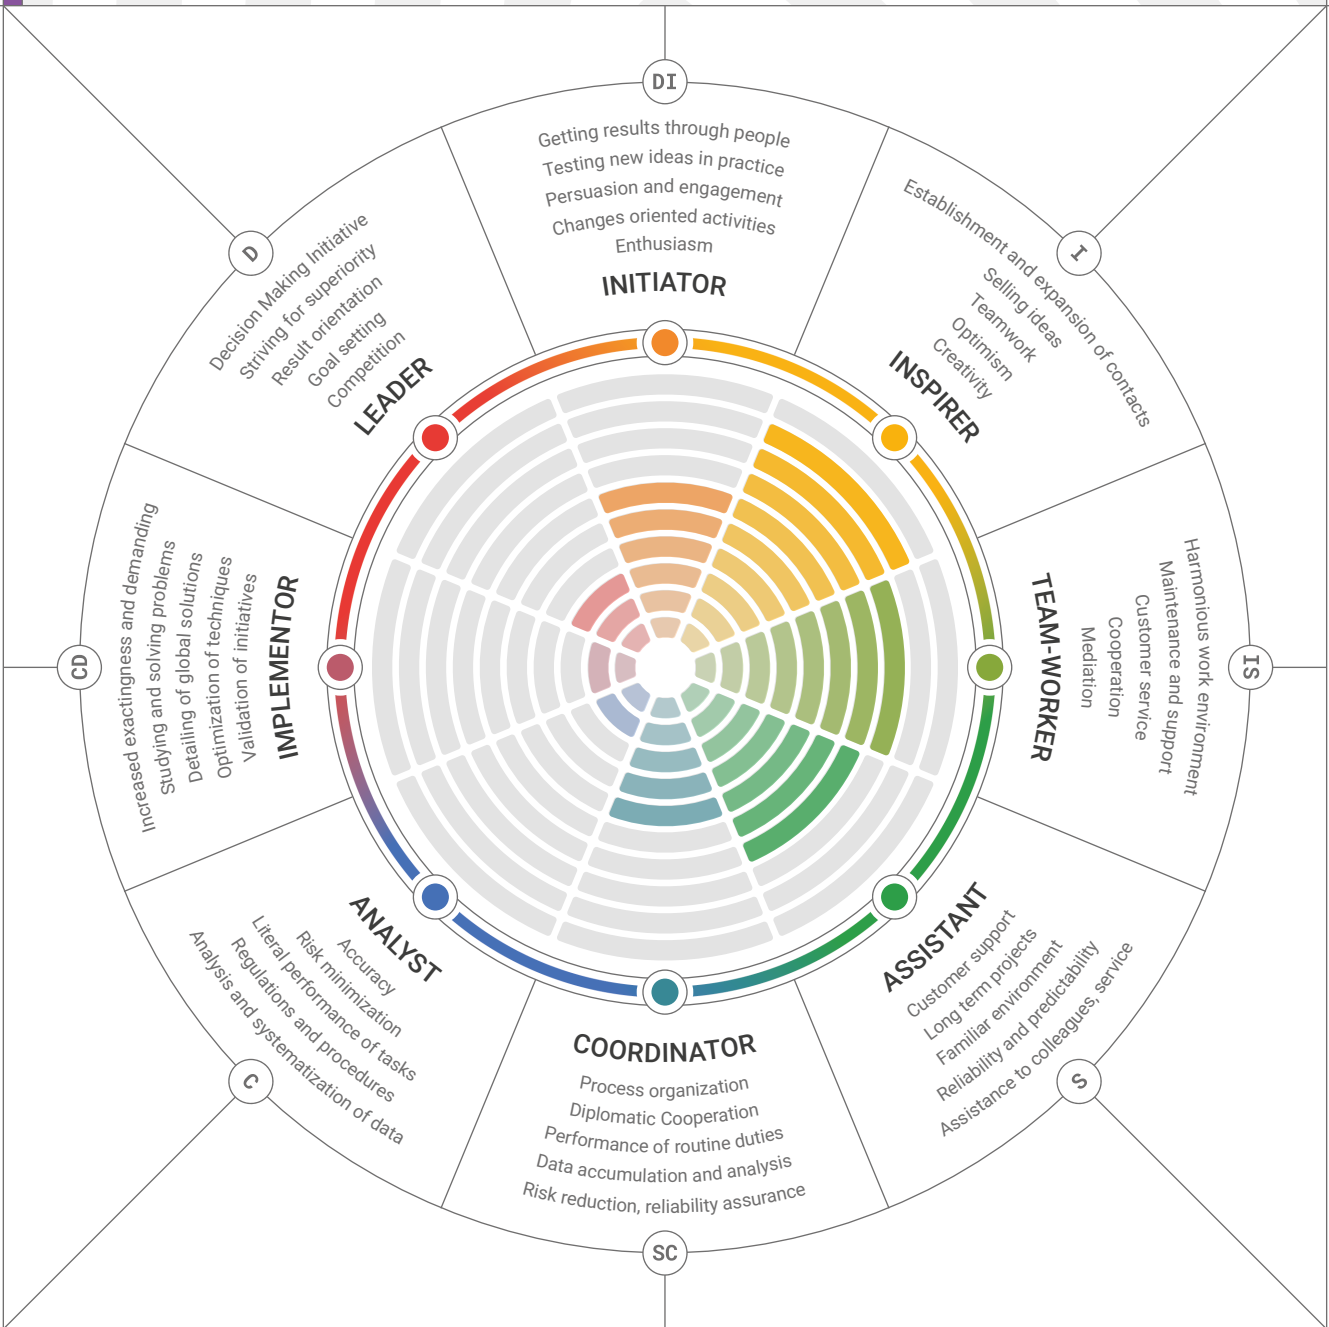 DI
Getting results through people
Testing new ideas in practice
Persuasion and engagement
Changes oriented activities
Enthusiasm
INITIATOR
I
Establishment and expansion of contacts
Selling ideas
Teamwork
Optimism
Creativity
INSPIRER
IS
Harmonious work environment
Maintenance and support
Customer service
Cooperation
Mediation
TEAM-WORKER
S
ASSISTANT
Customer support
Long term projects
Familiar environment
Reliability and predictability
Assistance to colleagues, service
SC
COORDINATOR
Process organization
Diplomatic Cooperation
Performance of routine duties
Data accumulation and analysis
Risk reduction, reliability assurance
C
ANALYST
Accuracy
Risk minimization
Literal performance of tasks
Regulations and procedures
Analysis and systematization of data
CD
Increased exactingness and demanding
Studying and solving problems
Detailing of global solutions
Optimization of techniques
Validation of initiatives
IMPLEMENTOR
D
Decision Making Initiative
Striving for superiority
Result orientation
Goal setting
Competition
LEADER